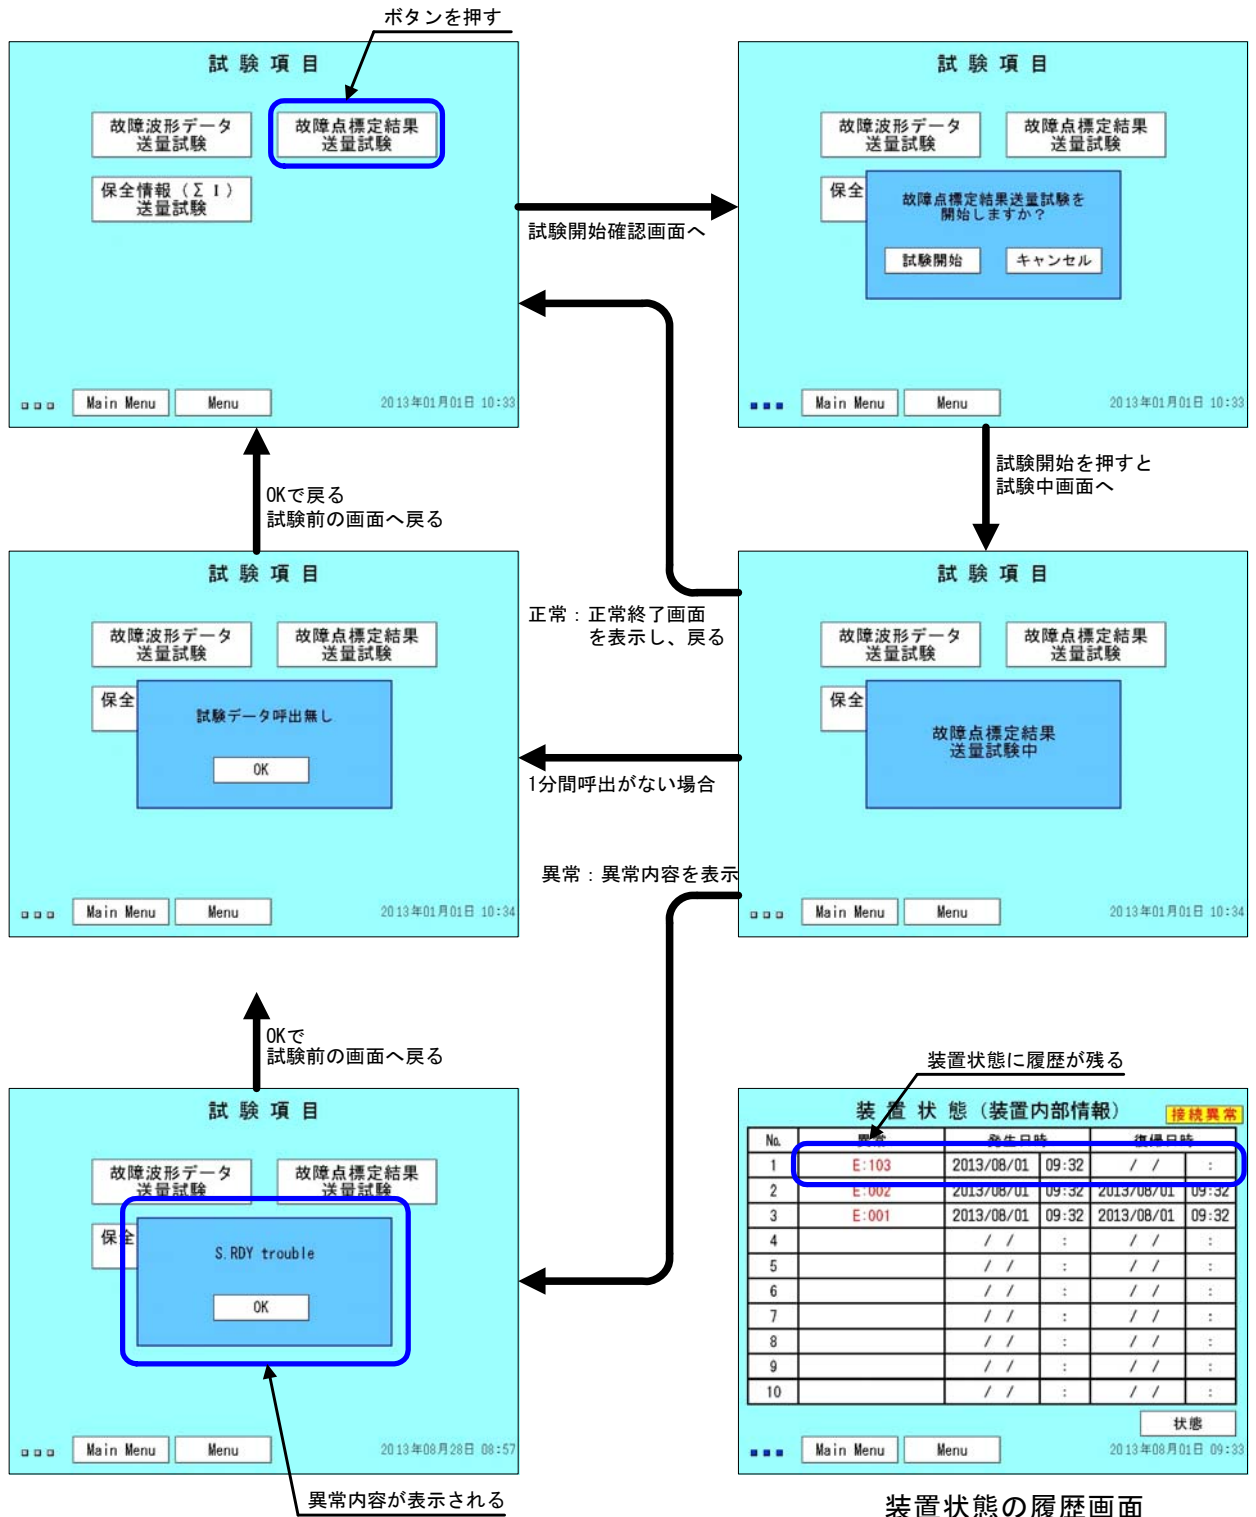 ボタンを押す
試 験 項 目
故障波形データ
送量試験
故障点標定結果
送量試験
保全情報（Σ I）
送量試験
Main Menu
Menu
2013年01月01日 10:33
試験開始確認画面へ
試 験 項 目
故障波形データ
送量試験
故障点標定結果
送量試験
保全
故障点標定結果送量試験を
開始しますか？
試験開始
キャンセル
Main Menu
Menu
2013年01月01日 10:33
OKで戻る
試験前の画面へ戻る
試験開始を押すと
試験中画面へ
試 験 項 目
故障波形データ
送量試験
故障点標定結果
送量試験
保全
試験データ呼出無し
OK
Main Menu
Menu
2013年01月01日 10:34
正常：正常終了画面
を表示し、戻る
1分間呼出がない場合
異常：異常内容を表示
試 験 項 目
故障波形データ
送量試験
故障点標定結果
送量試験
保全
故障点標定結果
送量試験中
Main Menu
Menu
2013年01月01日 10:34
OKで
試験前の画面へ戻る
試 験 項 目
故障波形データ
送量試験
故障点標定結果
送量試験
保全
S.RDY trouble
OK
Main Menu
Menu
2013年08月28日 08:57
異常内容が表示される
装置状態に履歴が残る
装 置 状 態（装置内部情報）
接続異常
No. 異常 発生日時 復帰日時
1 E:103 2013/08/01 09:32 / / :
2 E:002 2013/08/01 09:32 2013/08/01 09:32
3 E:001 2013/08/01 09:32 2013/08/01 09:32
4 / / : / / :
5 / / : / / :
6 / / : / / :
7 / / : / / :
8 / / : / / :
9 / / : / / :
10 / / : / / :
状態
Main Menu
Menu
2013年08月01日 09:33
装置状態の履歴画面